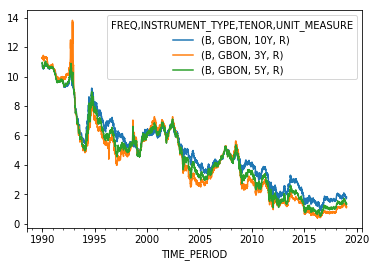 FREQ,INSTRUMENT_TYPE,TENOR,UNIT_MEASURE
(B, GBON, 10Y, R)
(B, GBON, 3Y, R)
(B, GBON, 5Y, R)
14
12
10
8
6
4
2
0
1990 1995 2000 2005 2010 2015 2020
TIME_PERIOD